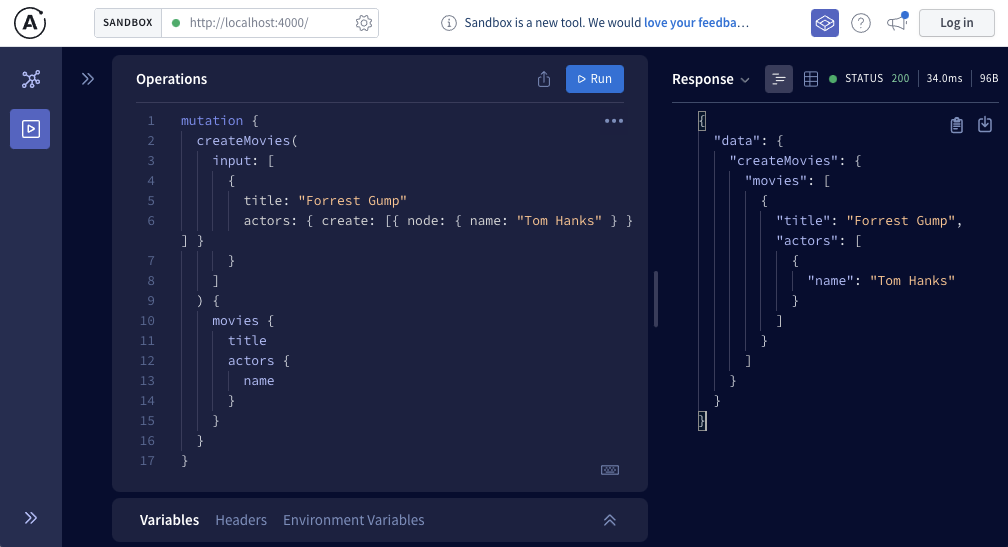 SANDBOX
http://localhost:4000/
Sandbox is a new tool. We would love your feedba…
Log in
Operations
Run
1 mutation {
2 createMovies(
3 input: [
4 {
5 title: "Forrest Gump"
6 actors: { create: [{ node: { name: "Tom Hanks" } }
] }
7 }
8 ]
9 ) {
10 movies {
11 title
12 actors {
13 name
14 }
15 }
16 }
17 }
Variables Headers Environment Variables
Response STATUS 200 34.0ms 96B
{
"data": {
"createMovies": {
"movies": [
{
"title": "Forrest Gump",
"actors": [
{
"name": "Tom Hanks"
}
]
}
]
}
}
}